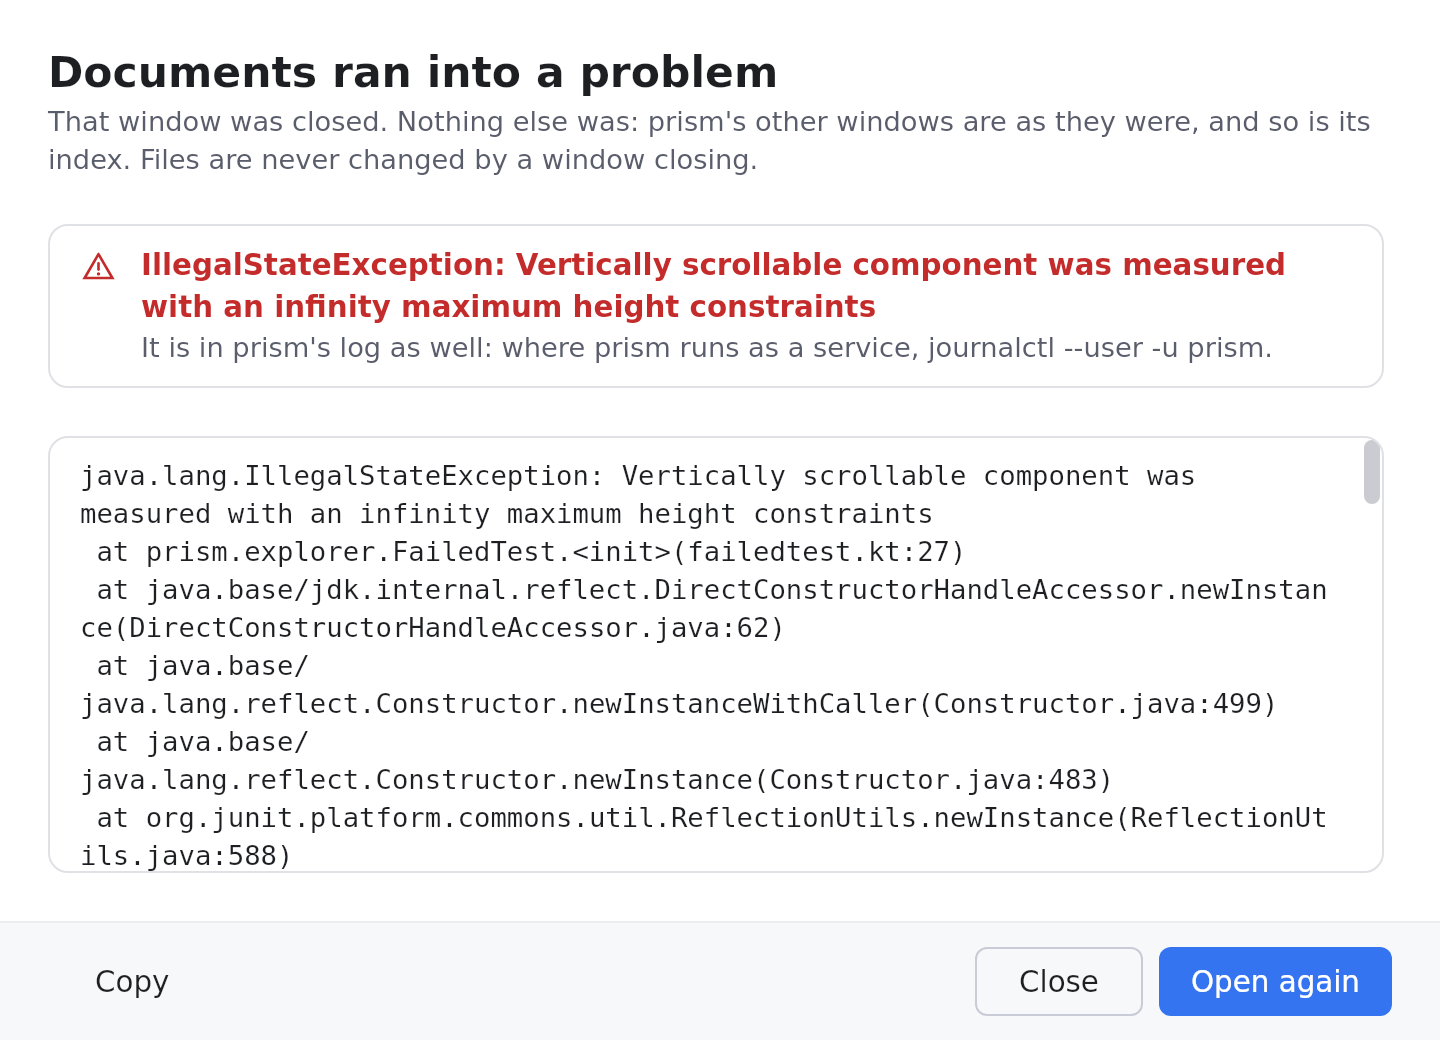 Documents ran into a problem
That window was closed. Nothing else was: prism's other windows are as they were, and so is its
index. Files are never changed by a window closing.
IllegalStateException: Vertically scrollable component was measured
with an infinity maximum height constraints
It is in prism's log as well: where prism runs as a service, journalctl --user -u prism.
java.lang.IllegalStateException: Vertically scrollable component was
measured with an infinity maximum height constraints
 at prism.explorer.FailedTest.<init>(failedtest.kt:27)
 at java.base/jdk.internal.reflect.DirectConstructorHandleAccessor.newInstan
ce(DirectConstructorHandleAccessor.java:62)
 at java.base/
java.lang.reflect.Constructor.newInstanceWithCaller(Constructor.java:499)
 at java.base/
java.lang.reflect.Constructor.newInstance(Constructor.java:483)
 at org.junit.platform.commons.util.ReflectionUtils.newInstance(ReflectionUt
ils.java:588)
Copy
Close
Open again